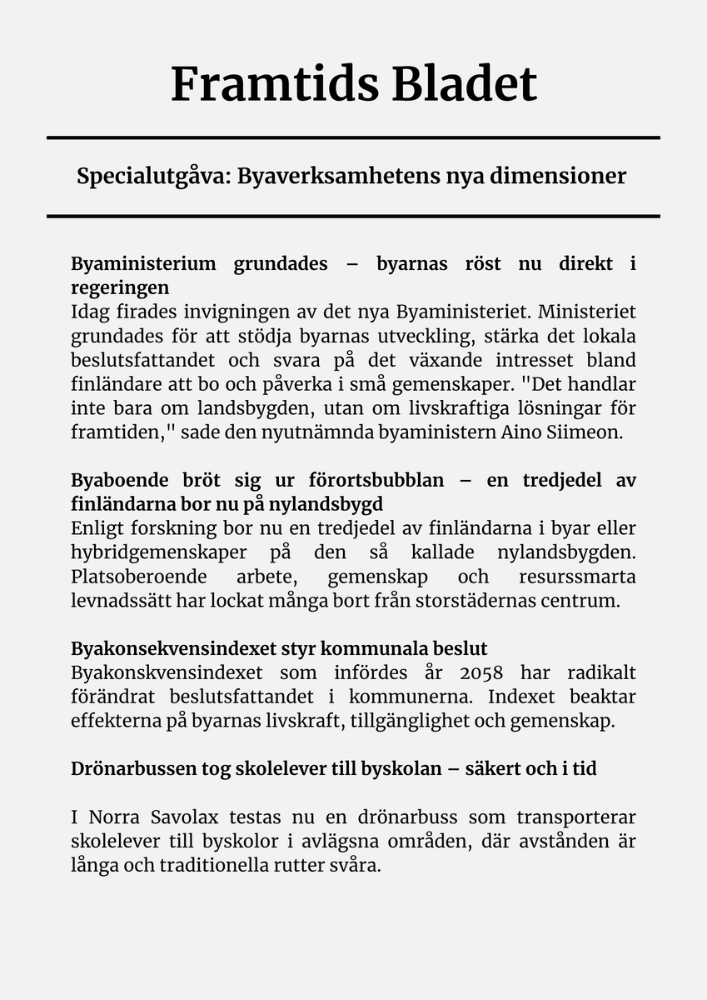 Framtids Bladet
Specialutgåva: Byaverksamhetens nya dimensioner
Byaministerium grundades – byarnas röst nu direkt i
regeringen
Idag firades invigningen av det nya Byaministeriet. Ministeriet
grundades för att stödja byarnas utveckling, stärka det lokala
beslutsfattandet och svara på det växande intresset bland
finländare att bo och påverka i små gemenskaper. "Det handlar
inte bara om landsbygden, utan om livskraftiga lösningar för
framtiden," sade den nyutnämnda byaministern Aino Siimeon.
Byaboende bröt sig ur förortsbubblan – en tredjedel av
finländarna bor nu på nylandsbygd
Enligt forskning bor nu en tredjedel av finländarna i byar eller
hybridgemenskaper på den så kallade nylandsbygden.
Platsoberoende arbete, gemenskap och resurssmarta
levnadssätt har lockat många bort från storstädernas centrum.
Byakonsekvensindexet styr kommunala beslut
Byakonskvensindexet som infördes år 2058 har radikalt
förändrat beslutsfattandet i kommunerna. Indexet beaktar
effekterna på byarnas livskraft, tillgänglighet och gemenskap.
Drönarbussen tog skolelever till byskolan – säkert och i tid
I Norra Savolax testas nu en drönarbuss som transporterar
skolelever till byskolor i avlägsna områden, där avstånden är
långa och traditionella rutter svåra.